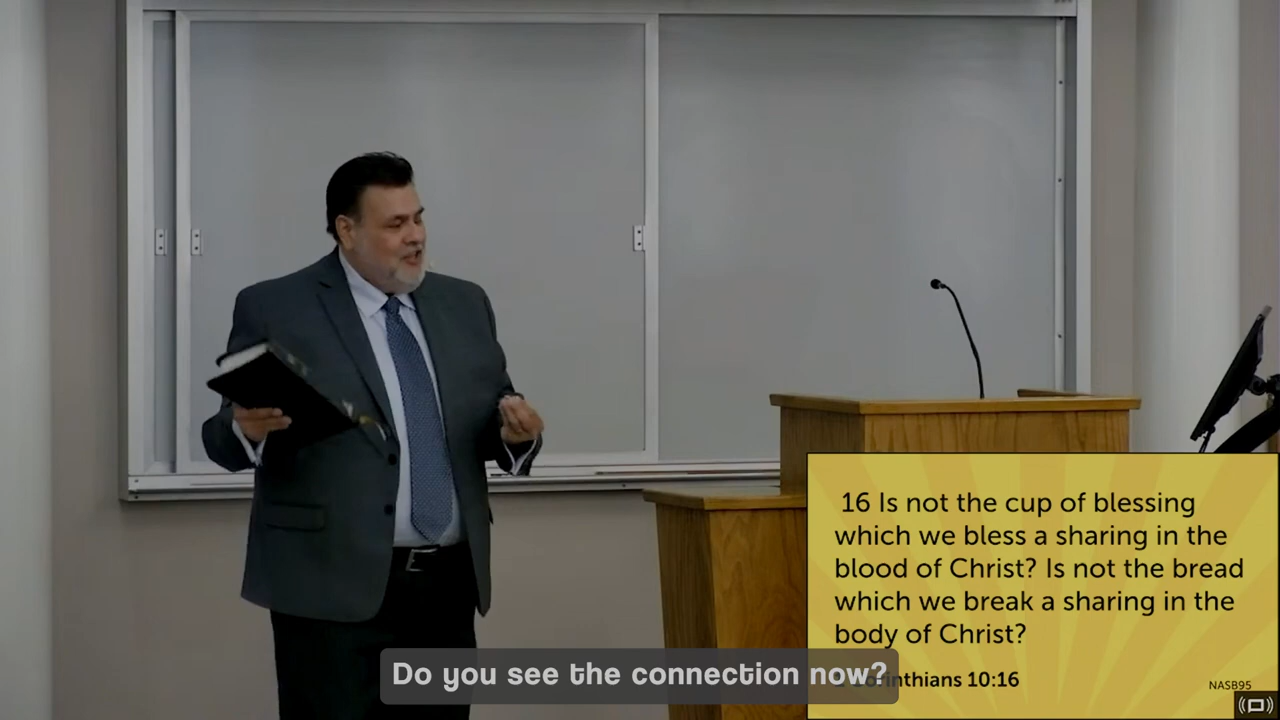 16 Is not the cup of blessing
which we bless a sharing in the
blood of Christ? Is not the bread
which we break a sharing in the
body of Christ?
Do you see the connection now?
10:16
NASB95